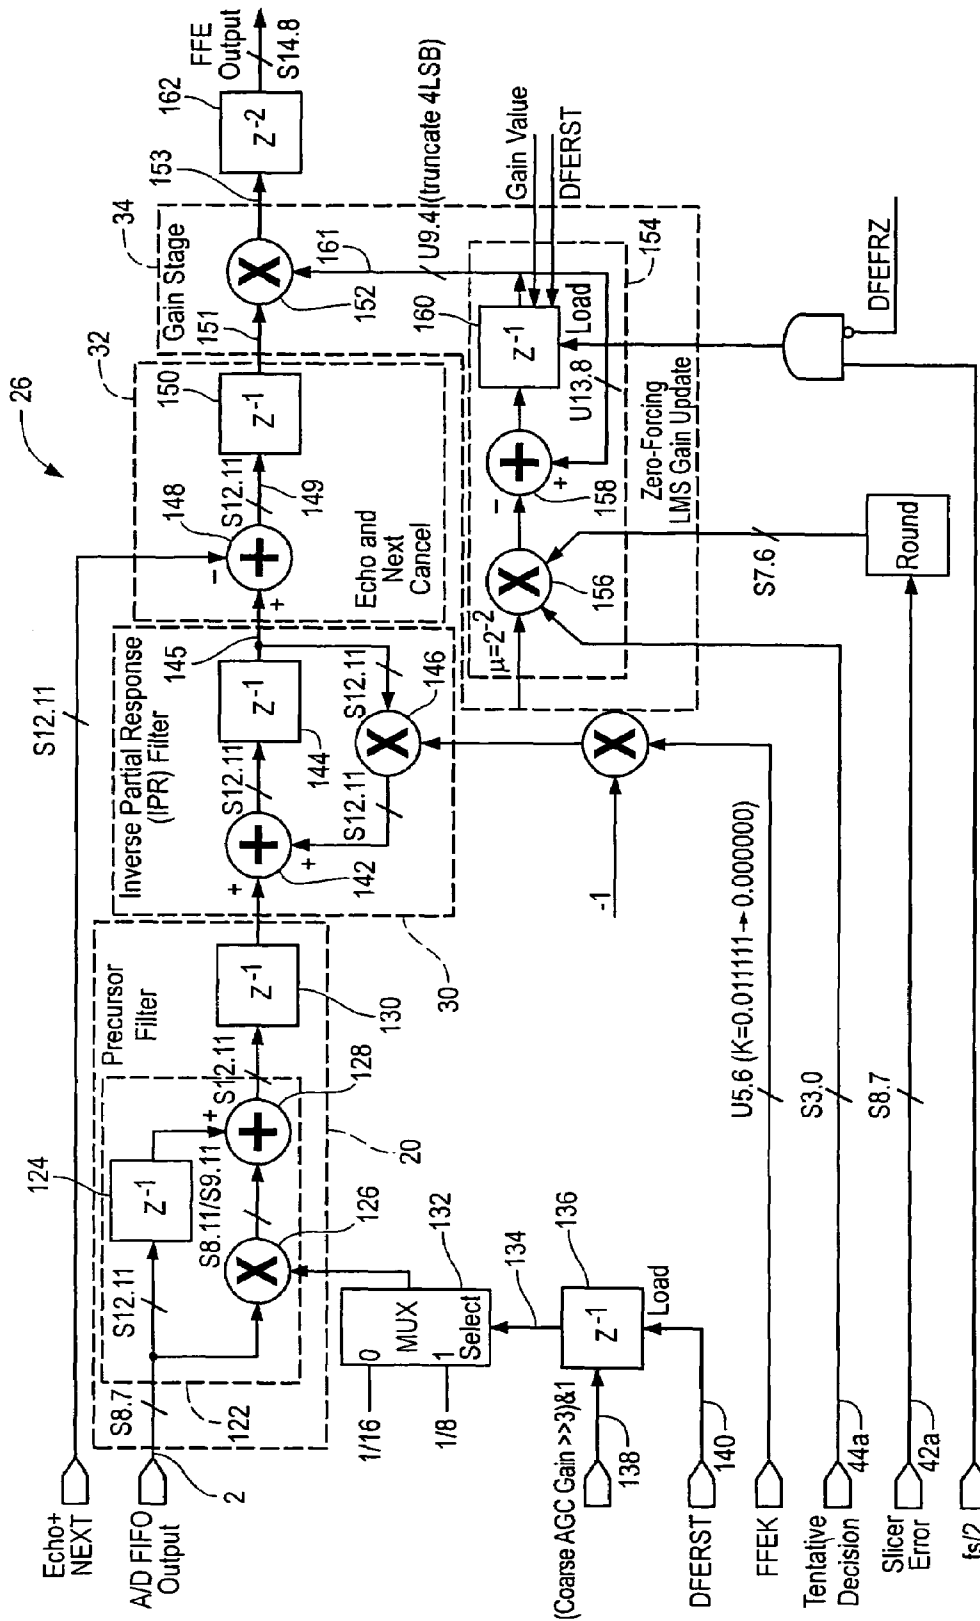 26
Echo+
NEXT
S12.11
A/D FIFO
Output
2
S8.7
122
S12.11
124
Z-1
Precursor
Filter
S8.11/S9.11
X
126
+
+
128
S12.11
Z-1
130
20
1/16
0
1/8
1
MUX
Select
132
134
136
Z-1
Load
(Coarse AGC Gain >>3)&1
138
DFERST
140
Inverse Partial Response
(IPR) Filter
+
+
+
142
S12.11
Z-1
144
145
S12.11
S12.11
X
146
30
-1
X
FFEK
U5.6 (K=0.011111→0.000000)
Tentative
Decision
44a
S3.0
Slicer
Error
42a
S8.7
Round
S7.6
fs/2
32
-
+
+
148
S12.11
149
Z-1
150
Echo and
Next
Cancel
34
Gain Stage
151
X
152
153
161
U9.4 (truncate 4LSB)
Z-2
162
FFE
Output
S14.8
μ=2-2
X
156
-
+
+
158
Z-1
160
Load
U13.8
Gain Value
DFERST
154
Zero-Forcing
LMS Gain Update
DFEFRZ